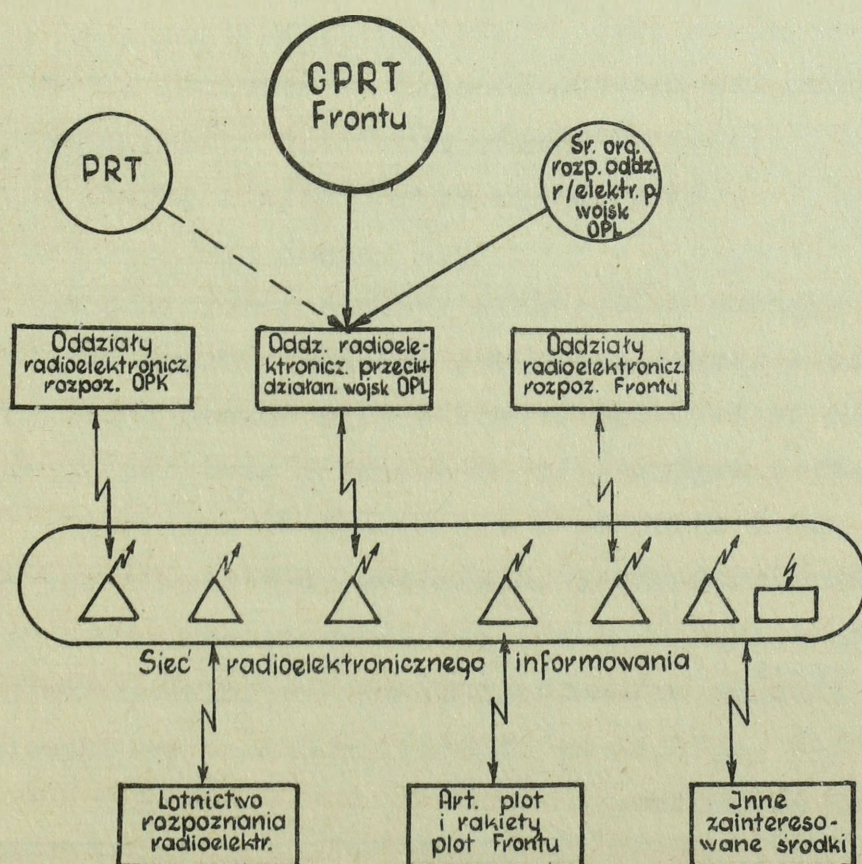 GPRT
Frontu
PRT
Śr. org.
rozp. oddz.
r/elektr. p.
wojsk
OPL
Oddziały
radioelektronicz.
rozpoz. OPK
Oddz. radioele-
ktronicz. przeciw-
działan. wojsk OPL
Oddziały
radioelektronicz.
rozpoz. Frontu
Sieć radioelektronicznego informowania
Lotnictwo
rozpoznania
radioelektr.
Art. plot
i rakiety
plot Frontu
Inne
zaintereso-
wane środki